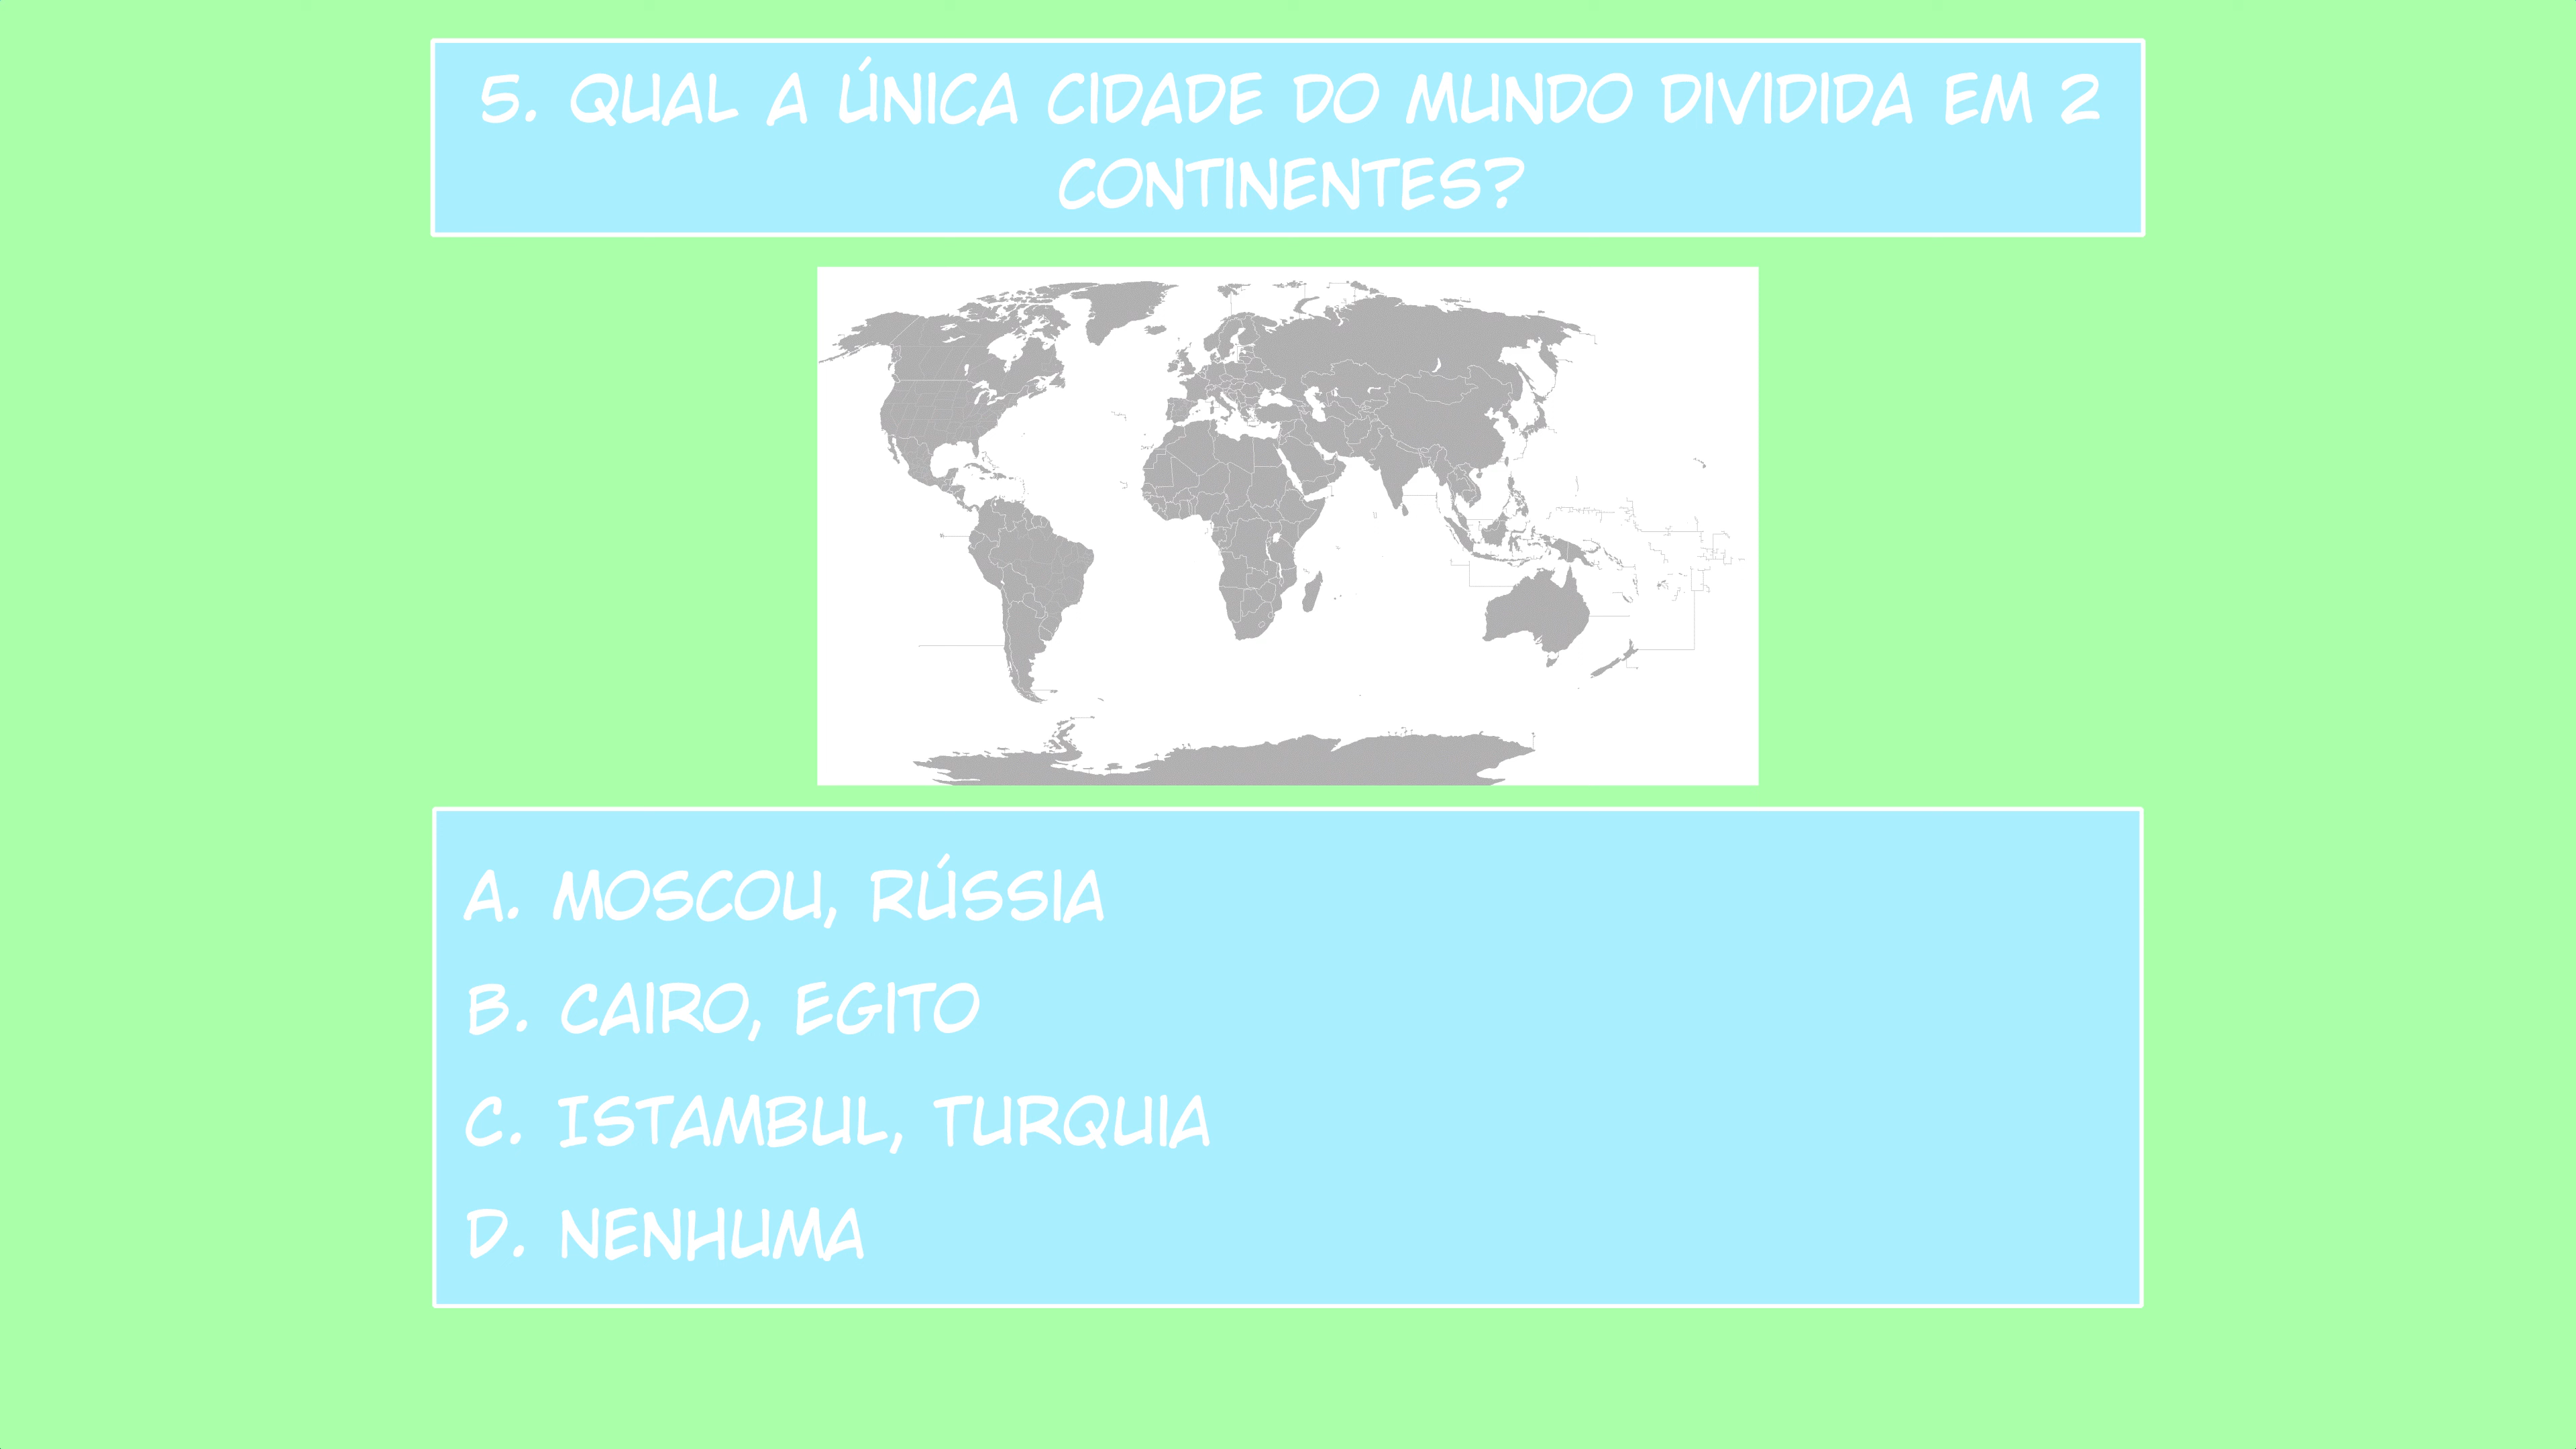 5. QUAL A ÚNICA CIDADE DO MUNDO DIVIDIDA EM 2
CONTINENTES?
A. MOSCOU, RÚSSIA
B. CAIRO, EGITO
C. ISTAMBUL, TURQUIA
D. NENHUMA